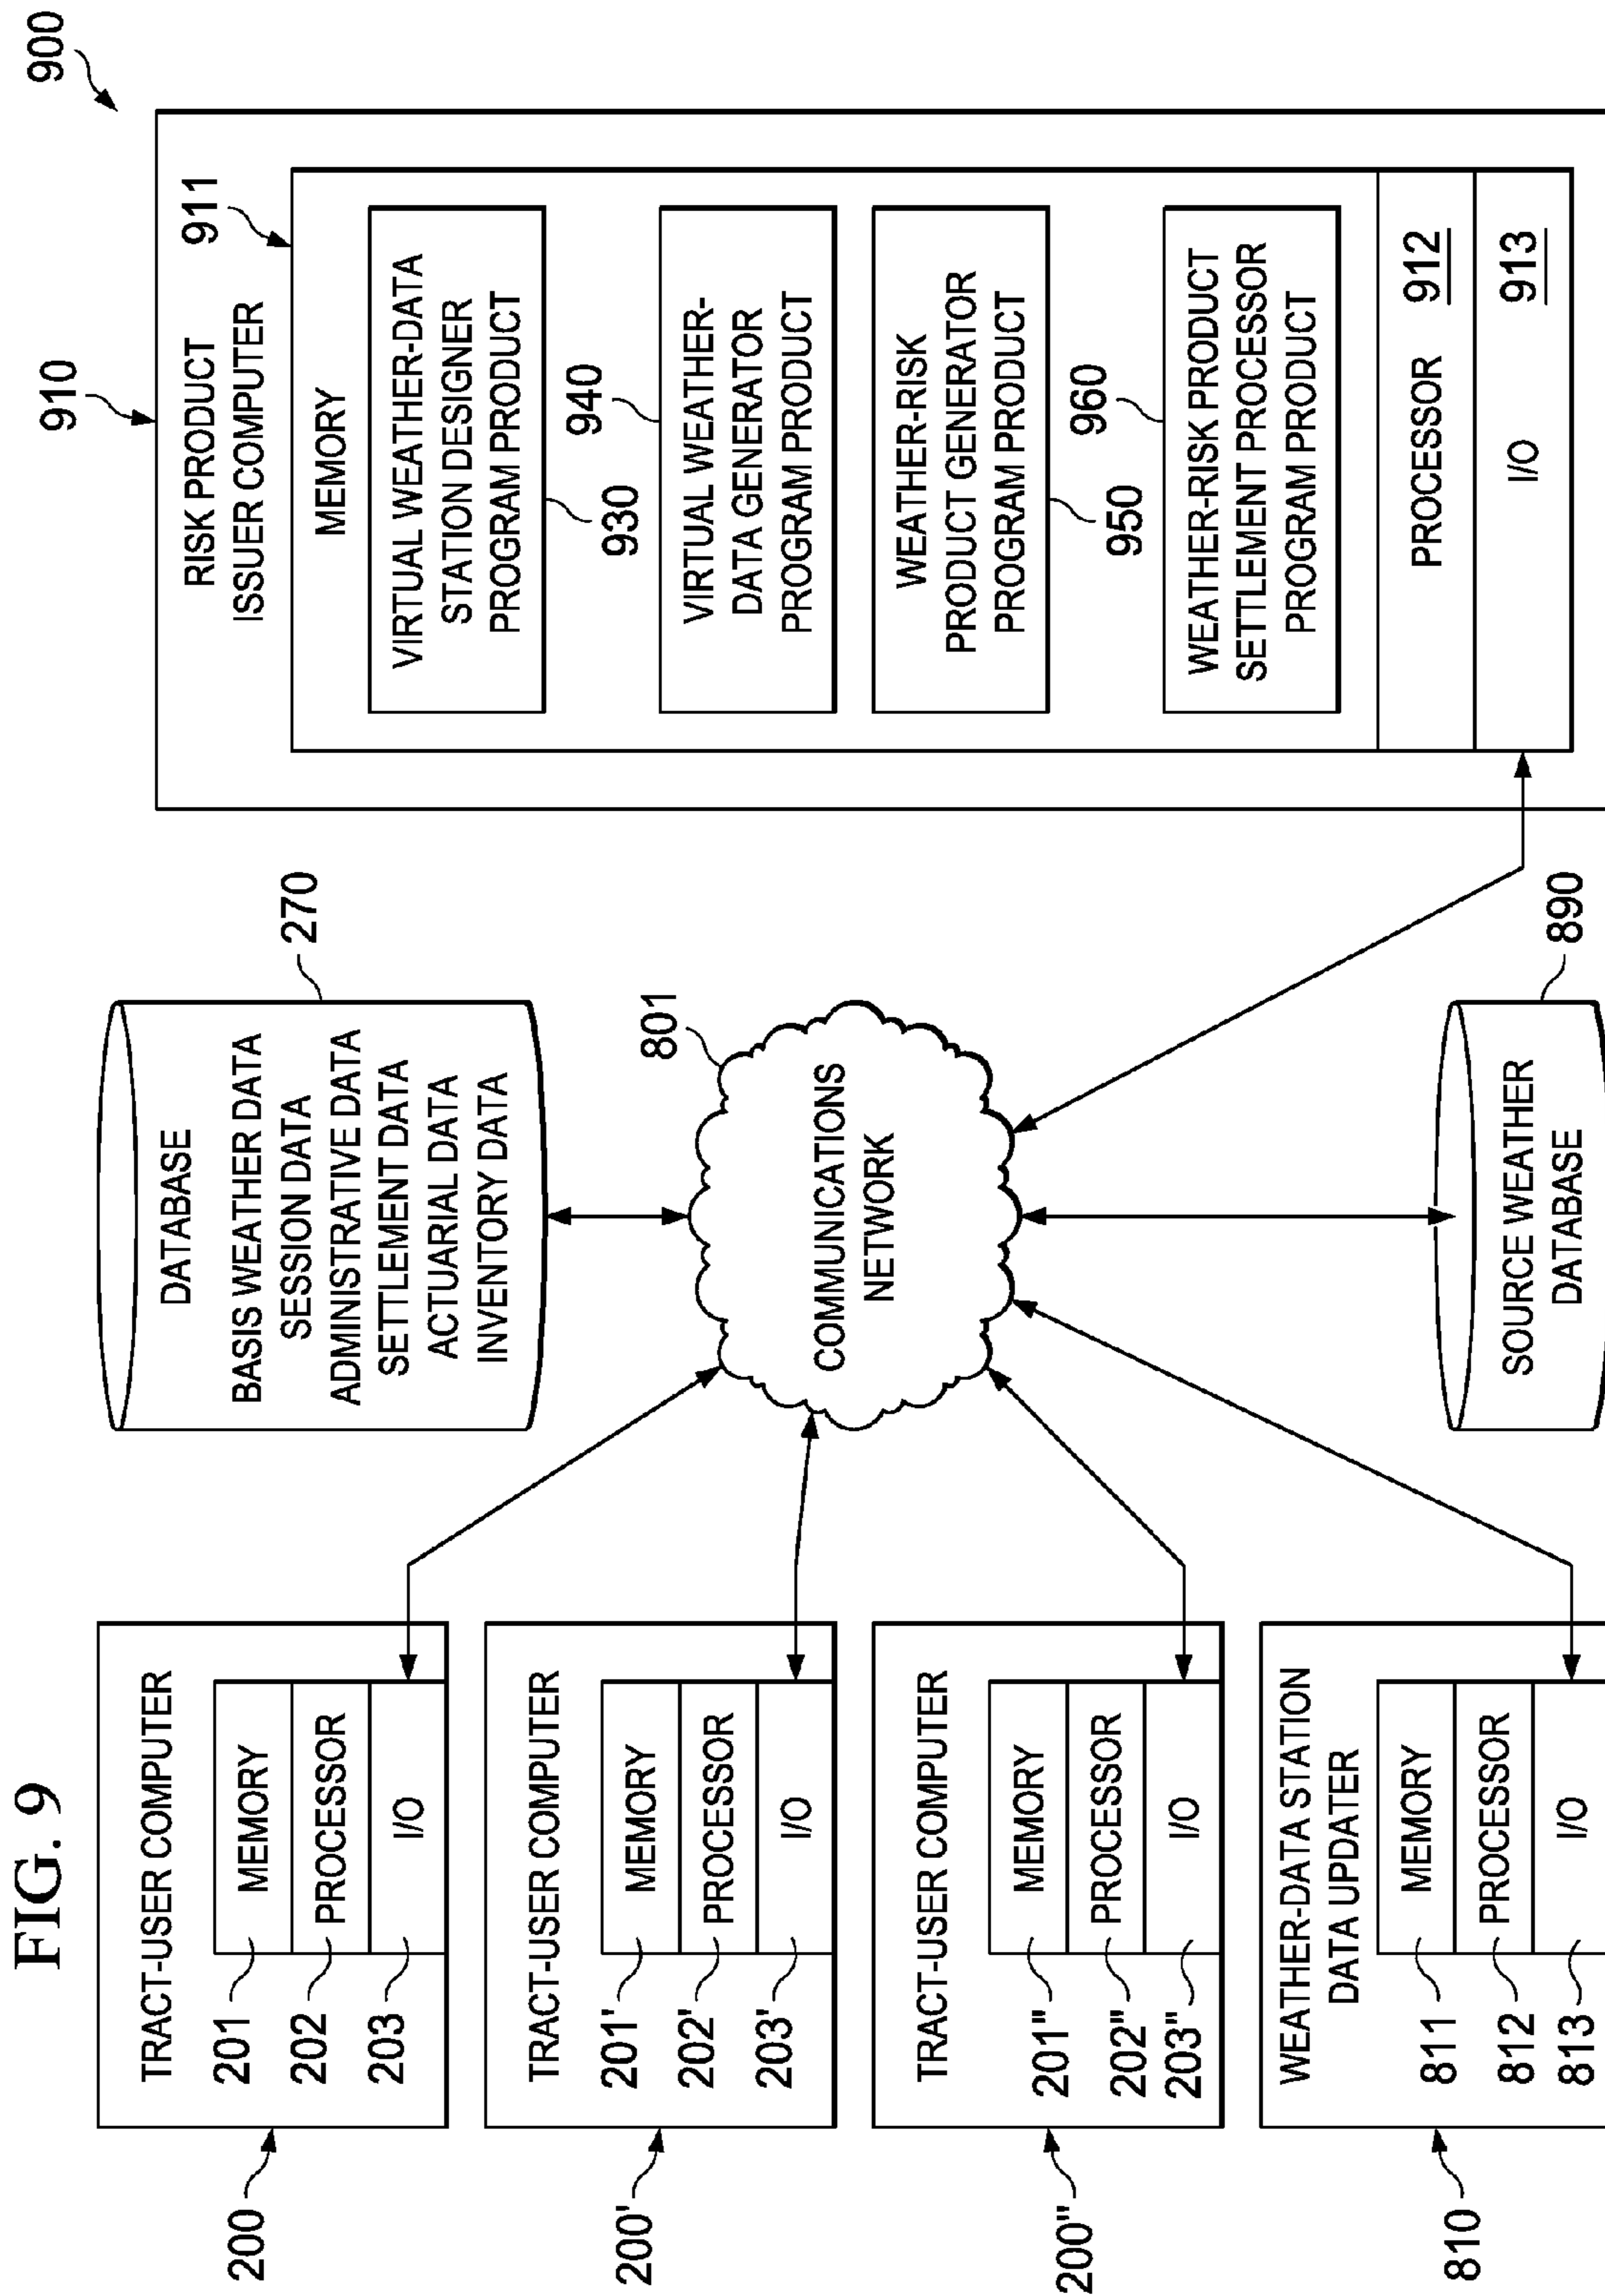 FIG. 9
900
200
TRACT-USER COMPUTER
201
MEMORY
202
PROCESSOR
203
I/O
200'
TRACT-USER COMPUTER
201'
MEMORY
202'
PROCESSOR
203'
I/O
200"
TRACT-USER COMPUTER
201"
MEMORY
202"
PROCESSOR
203"
I/O
810
WEATHER-DATA STATION
DATA UPDATER
811
MEMORY
812
PROCESSOR
813
I/O
270
DATABASE
BASIS WEATHER DATA
SESSION DATA
ADMINISTRATIVE DATA
SETTLEMENT DATA
ACTUARIAL DATA
INVENTORY DATA
801
COMMUNICATIONS
NETWORK
890
SOURCE WEATHER
DATABASE
910
RISK PRODUCT
ISSUER COMPUTER
911
MEMORY
VIRTUAL WEATHER-DATA
STATION DESIGNER
PROGRAM PRODUCT
930
940
VIRTUAL WEATHER-
DATA GENERATOR
PROGRAM PRODUCT
WEATHER-RISK
PRODUCT GENERATOR
PROGRAM PRODUCT
950
960
WEATHER-RISK PRODUCT
SETTLEMENT PROCESSOR
PROGRAM PRODUCT
PROCESSOR 912
I/O 913